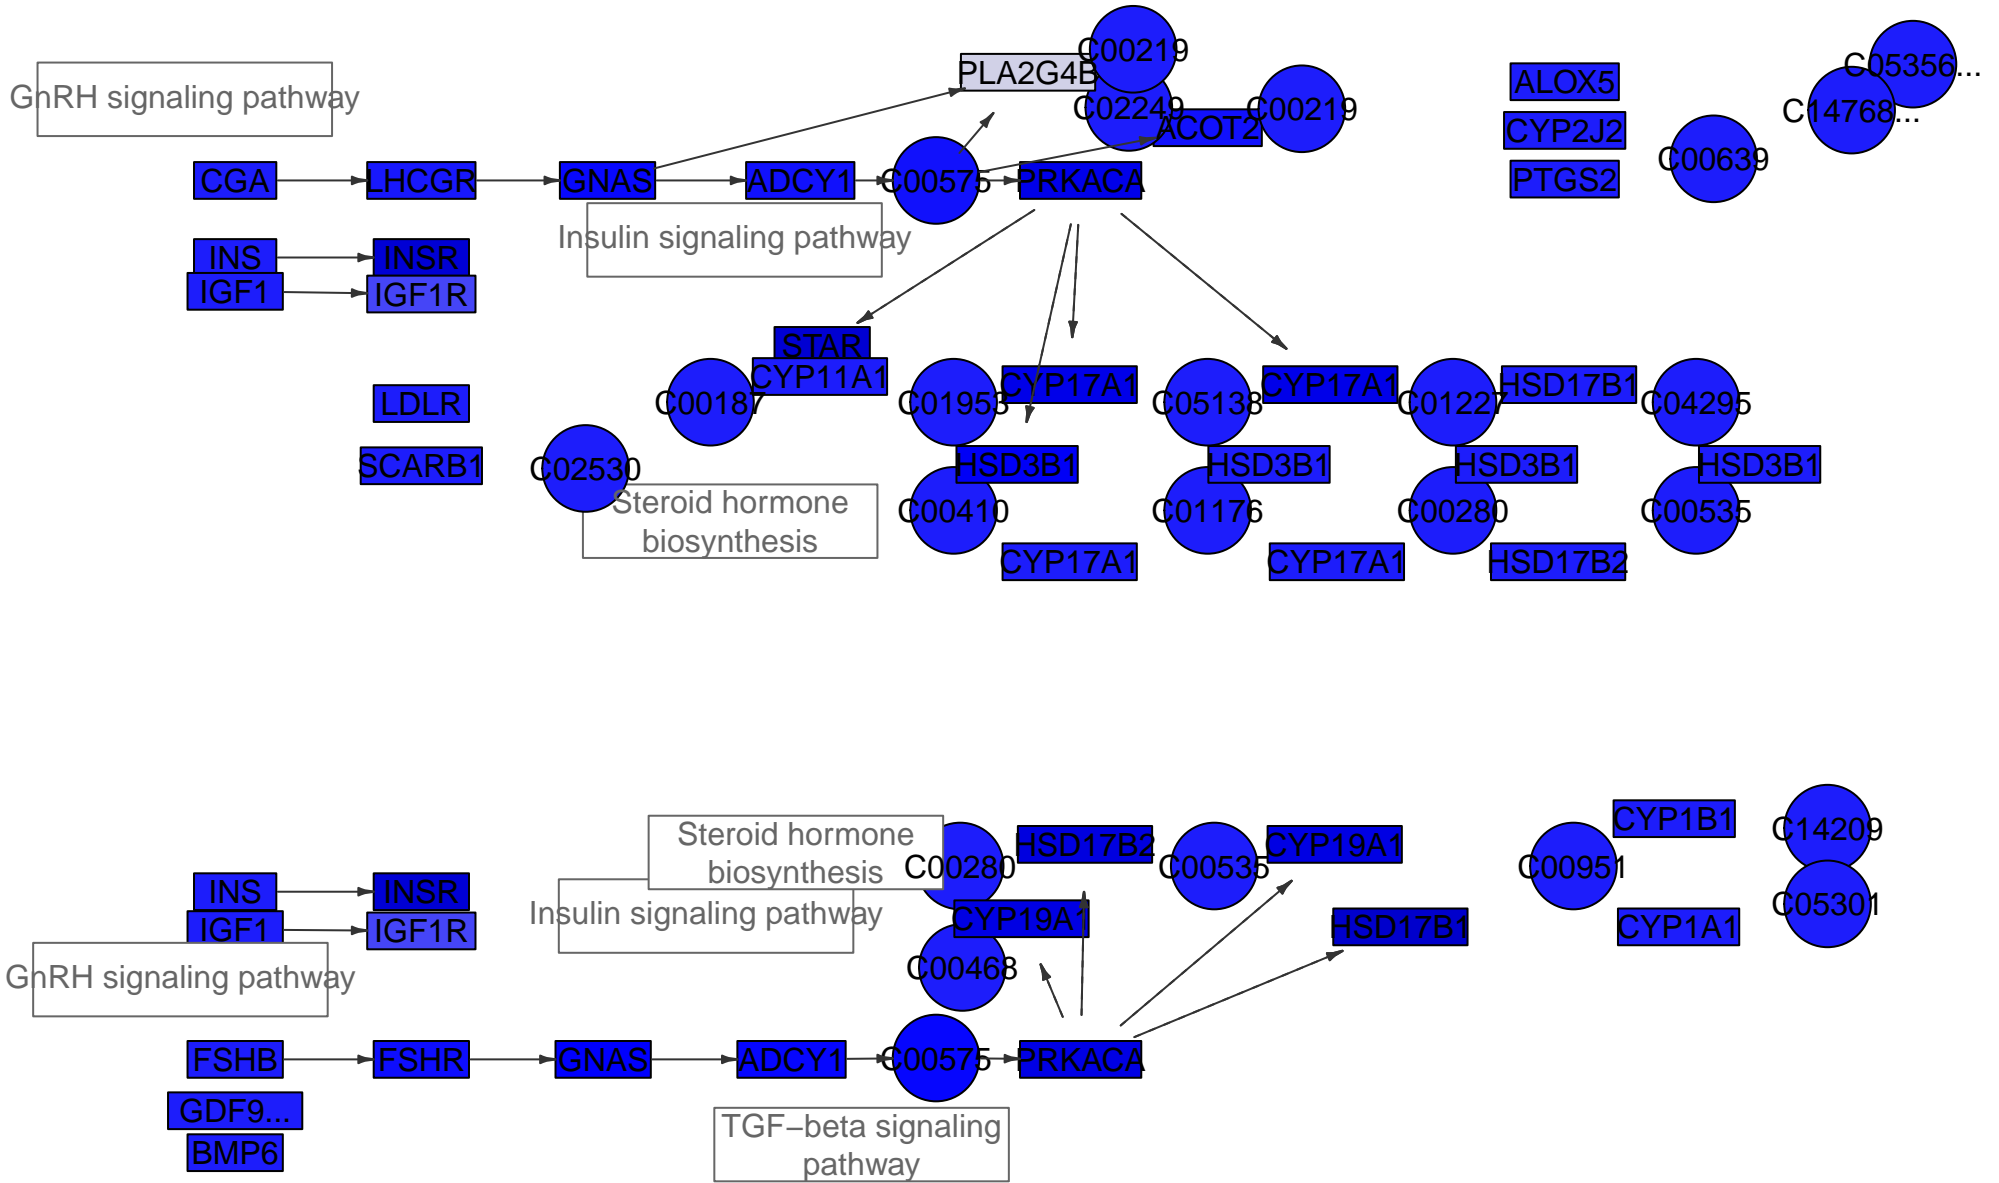 C00219
C05356...
PLA2G4B
ALOX5
GnRH signaling pathway
C02249
C00219
C14768...
ACOT2
CYP2J2
C00639
CGA
LHCGR
GNAS
ADCY1
C00575
PRKACA
PTGS2
Insulin signaling pathway
INS
INSR
IGF1
IGF1R
STAR
CYP11A1
CYP17A1
CYP17A1
HSD17B1
LDLR
C00187
C01953
C05138
C01227
C04295
SCARB1
C02530
HSD3B1
HSD3B1
HSD3B1
HSD3B1
Steroid hormone
biosynthesis
C00410
C01176
C00280
C00535
CYP17A1
CYP17A1
HSD17B2
Steroid hormone
biosynthesis
C00280
HSD17B2
C00535
CYP19A1
C00951
CYP1B1
C14209
INS
INSR
Insulin signaling pathway
CYP19A1
HSD17B1
CYP1A1
C05301
IGF1
IGF1R
GnRH signaling pathway
C00468
FSHB
FSHR
GNAS
ADCY1
C00575
PRKACA
GDF9...
BMP6
TGF−beta signaling
pathway